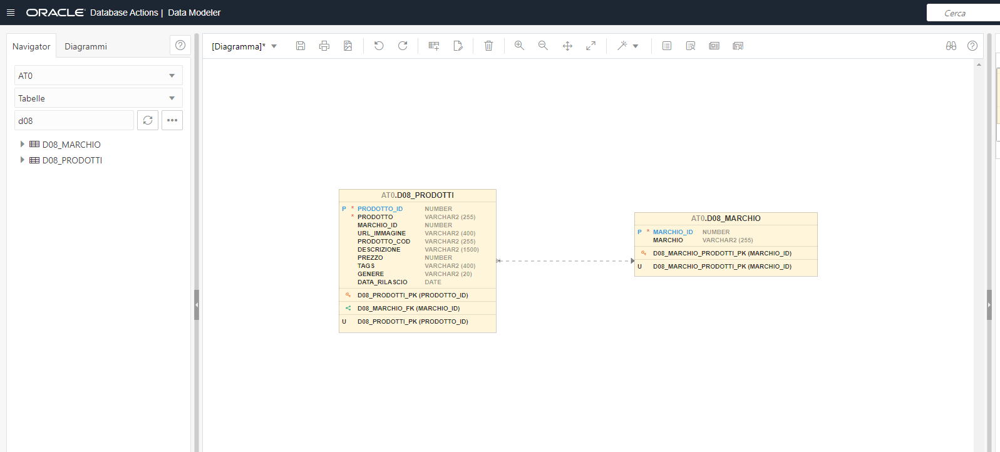 ORACLE Database Actions | Data Modeler
Cerca
Navigator
Diagrammi
[Diagramma]*
AT0
Tabelle
d08
D08_MARCHIO
D08_PRODOTTI
AT0.D08_PRODOTTI
P * PRODOTTO_ID NUMBER
* PRODOTTO VARCHAR2 (255)
MARCHIO_ID NUMBER
URL_IMMAGINE VARCHAR2 (400)
PRODOTTO_COD VARCHAR2 (255)
DESCRIZIONE VARCHAR2 (1500)
PREZZO NUMBER
TAGS VARCHAR2 (400)
GENERE VARCHAR2 (20)
DATA_RILASCIO DATE
D08_PRODOTTI_PK (PRODOTTO_ID)
D08_MARCHIO_FK (MARCHIO_ID)
U D08_PRODOTTI_PK (PRODOTTO_ID)
AT0.D08_MARCHIO
P * MARCHIO_ID NUMBER
MARCHIO VARCHAR2 (255)
D08_MARCHIO_PRODOTTI_PK (MARCHIO_ID)
U D08_MARCHIO_PRODOTTI_PK (MARCHIO_ID)